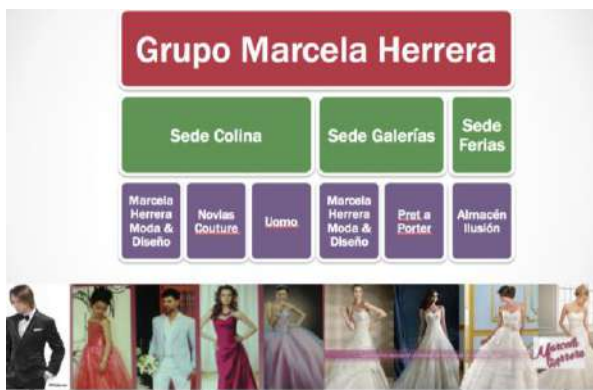 Grupo Marcela Herrera
Sede Colina
Sede Galerías
Sede
Ferias
Marcela
Herrera
Moda &
Diseño
Novias
Couture
Uomo
Marcela
Herrera
Moda &
Diseño
Pret a
Porter
Almacén
Ilusión
Marcela
Herrera